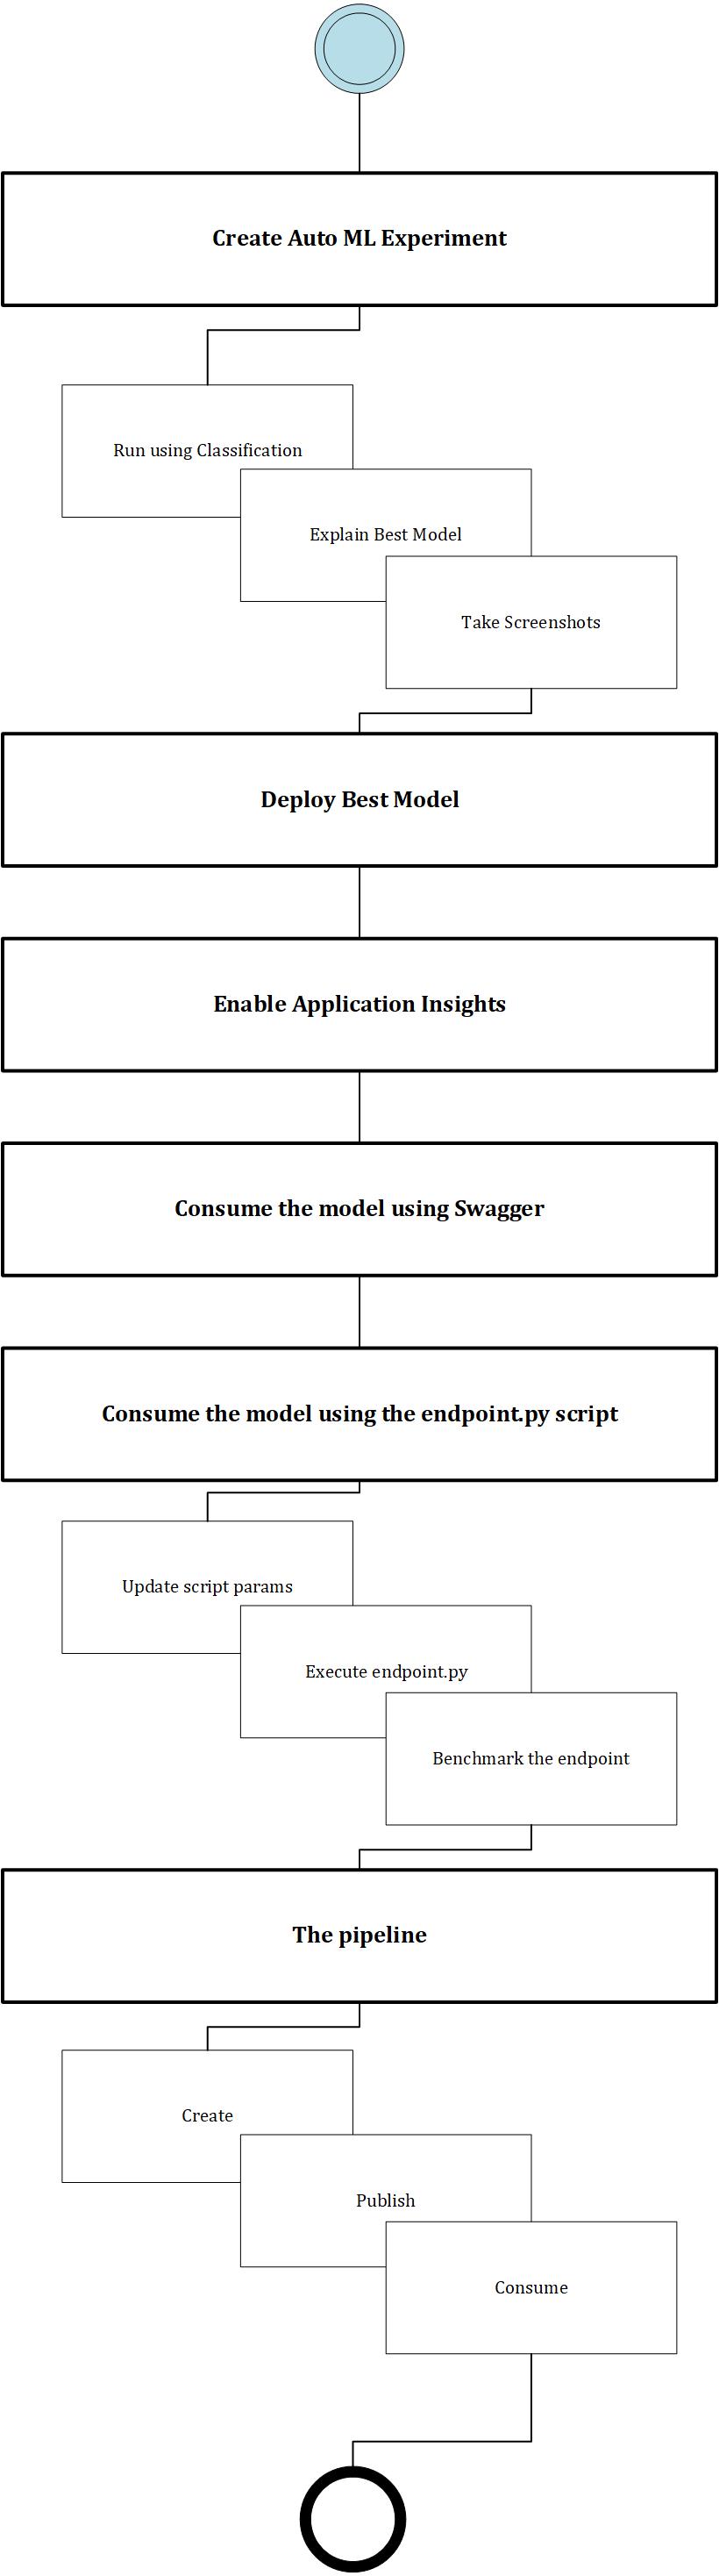 Create Auto ML Experiment
Run using Classification
Explain Best Model
Take Screenshots
Deploy Best Model
Enable Application Insights
Consume the model using Swagger
Consume the model using the endpoint.py script
Update script params
Execute endpoint.py
Benchmark the endpoint
The pipeline
Create
Publish
Consume